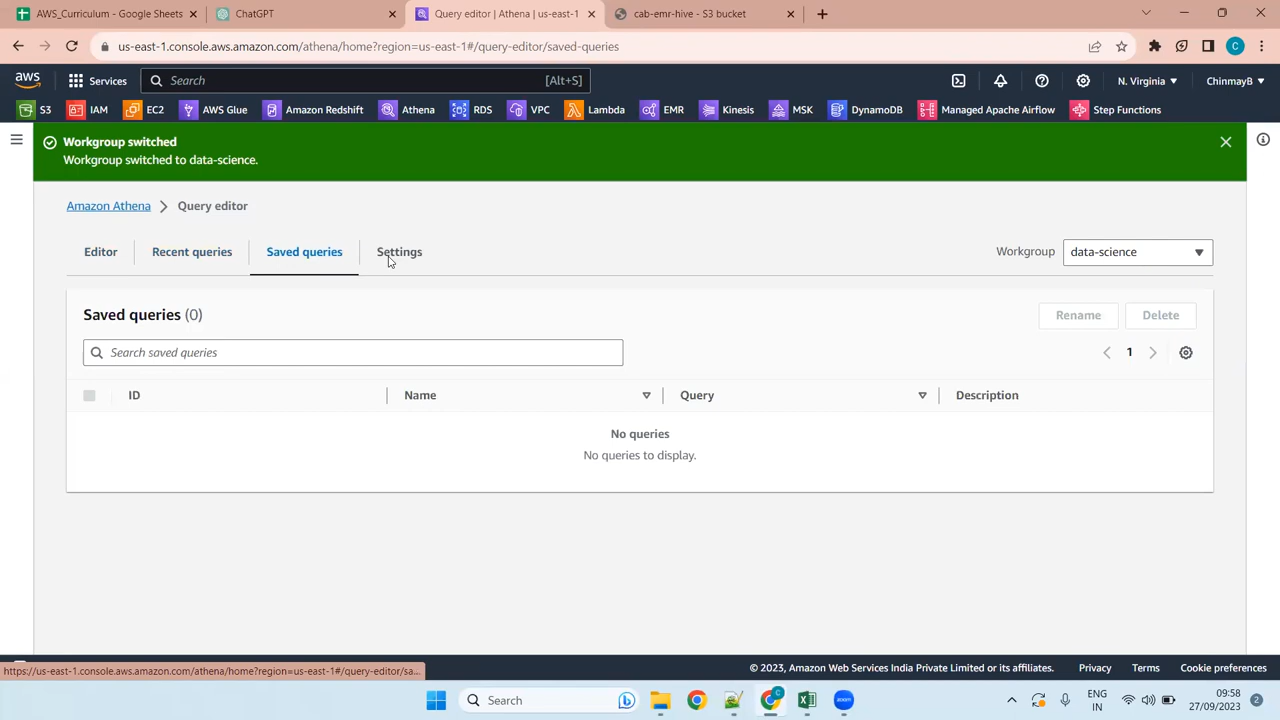 AWS_Curriculum - Google Sheets
ChatGPT
Query editor | Athena | us-east-1
cab-emr-hive - S3 bucket
us-east-1.console.aws.amazon.com/athena/home?region=us-east-1#/query-editor/saved-queries
C
aws
Services
Search
[Alt+S]
N. Virginia
ChinmayB
S3
IAM
EC2
AWS Glue
Amazon Redshift
Athena
RDS
VPC
Lambda
EMR
Kinesis
MSK
DynamoDB
Managed Apache Airflow
Step Functions
Workgroup switched
Workgroup switched to data-science.
Amazon Athena
Query editor
Editor
Recent queries
Saved queries
Settings
Workgroup
data-science
Saved queries (0)
Rename
Delete
Search saved queries
1
ID
Name
Query
Description
No queries
No queries to display.
https://us-east-1.console.aws.amazon.com/athena/home?region=us-east-1#/query-editor/sa...
© 2023, Amazon Web Services India Private Limited or its affiliates.
Privacy
Terms
Cookie preferences
Search
C
zoom
ENG
IN
09:58
27/09/2023
2